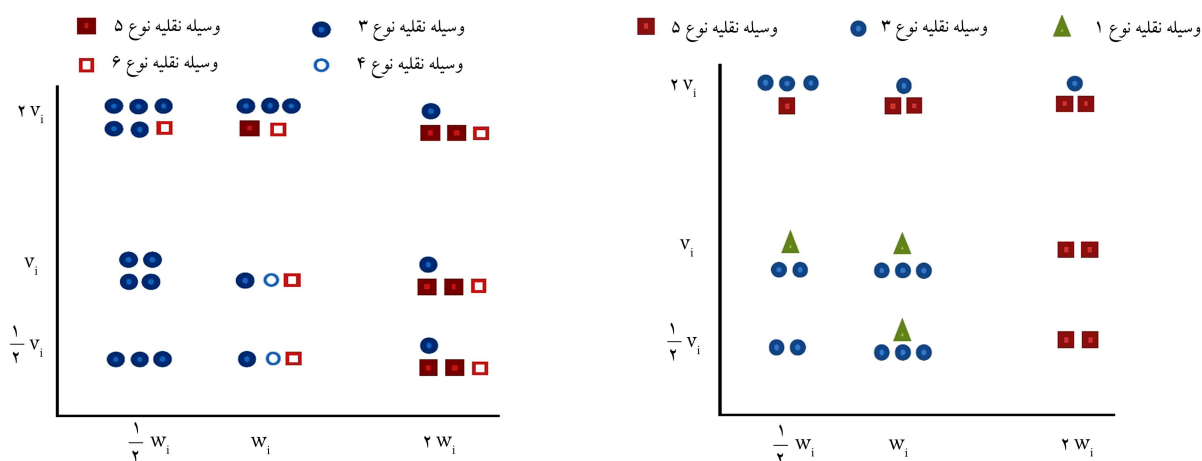 وسیله نقلیه نوع ۳ وسیله نقلیه نوع ۵
وسیله نقلیه نوع ۴ وسیله نقلیه نوع ۶
۲ vᵢ
vᵢ
۱/۲ vᵢ
۱/۲ wᵢ wᵢ ۲ wᵢ
وسیله نقلیه نوع ۱ وسیله نقلیه نوع ۳ وسیله نقلیه نوع ۵
۲ vᵢ
vᵢ
۱/۲ vᵢ
۱/۲ wᵢ wᵢ ۲ wᵢ